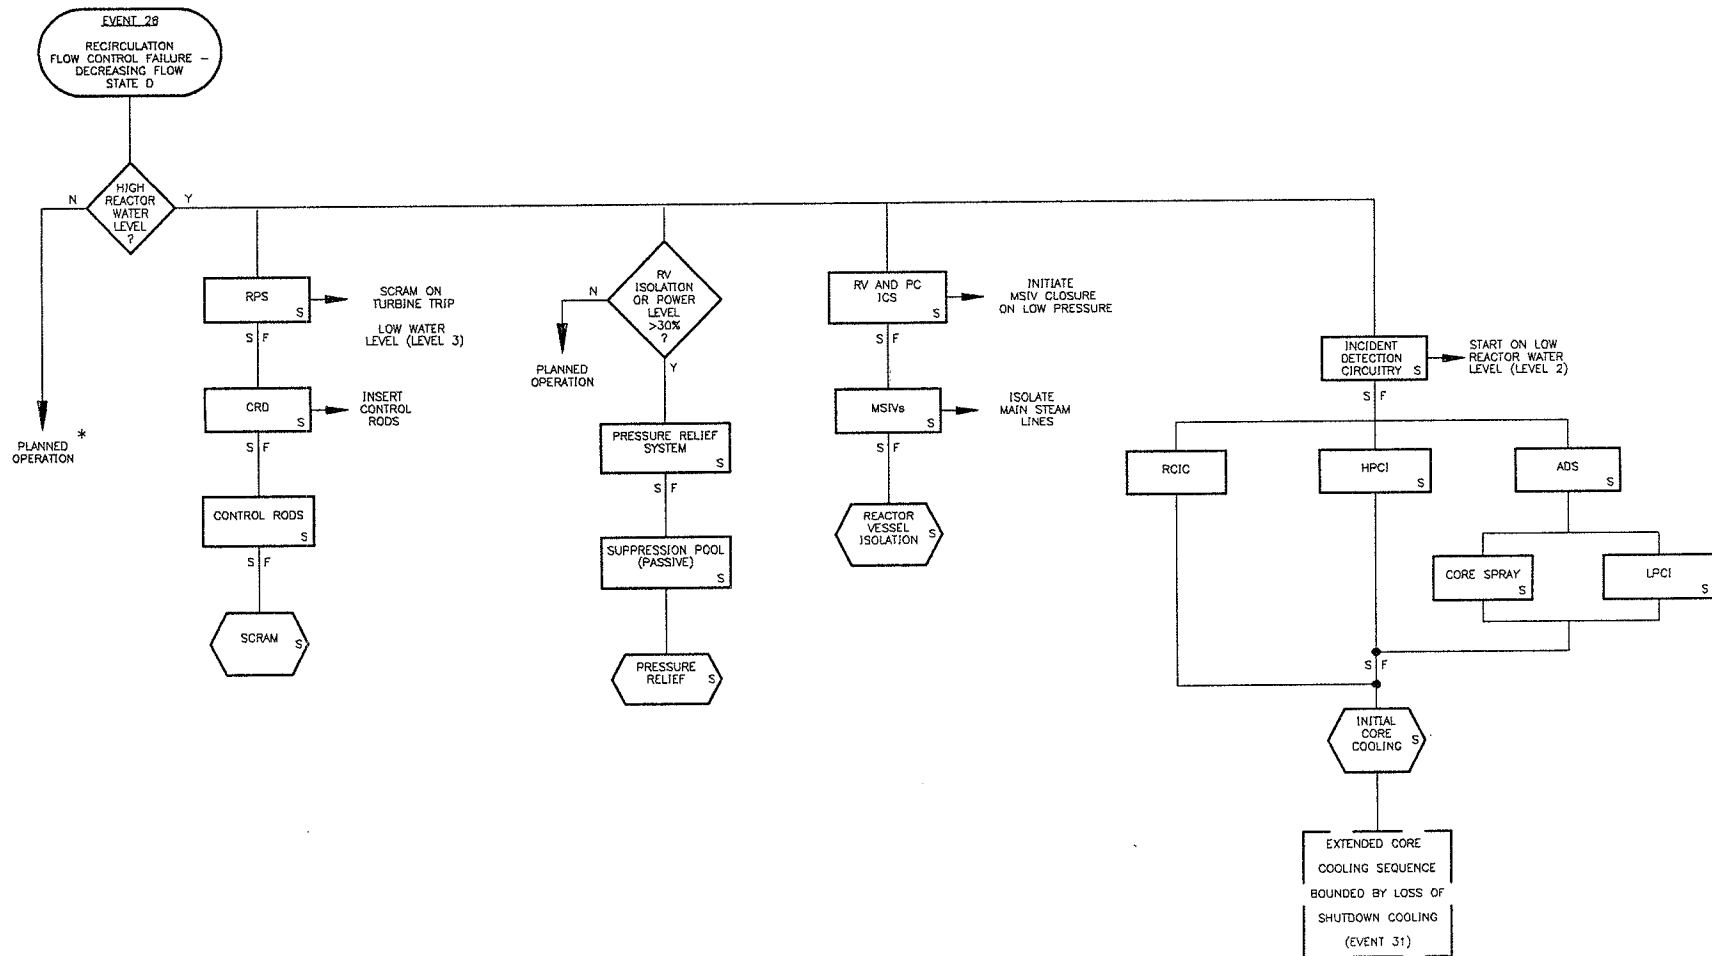 EVENT 26
RECIRCULATION
FLOW CONTROL FAILURE –
DECREASING FLOW
STATE D
HIGH
REACTOR
WATER
LEVEL
?
N
Y
PLANNED *
OPERATION
RPS
S
SCRAM ON
TURBINE TRIP
LOW WATER
LEVEL (LEVEL 3)
S F
CRD
S
INSERT
CONTROL
RODS
S F
CONTROL RODS
S
S F
SCRAM
S
RV
ISOLATION
OR POWER
LEVEL
>30%
?
N
Y
PLANNED
OPERATION
PRESSURE RELIEF
SYSTEM
S
S F
SUPPRESSION POOL
(PASSIVE)
S
PRESSURE
RELIEF
S
RV AND PC
ICS
S
INITIATE
MSIV CLOSURE
ON LOW PRESSURE
S F
MSIVs
S
ISOLATE
MAIN STEAM
LINES
S F
REACTOR
VESSEL
ISOLATION
S
INCIDENT
DETECTION
CIRCUITRY
S
START ON LOW
REACTOR WATER
LEVEL (LEVEL 2)
S F
RCIC
HPCI
S
ADS
S
CORE SPRAY
S
LPCI
S
S F
INITIAL
CORE
COOLING
S
EXTENDED CORE
COOLING SEQUENCE
BOUNDED BY LOSS OF
SHUTDOWN COOLING
(EVENT 31)